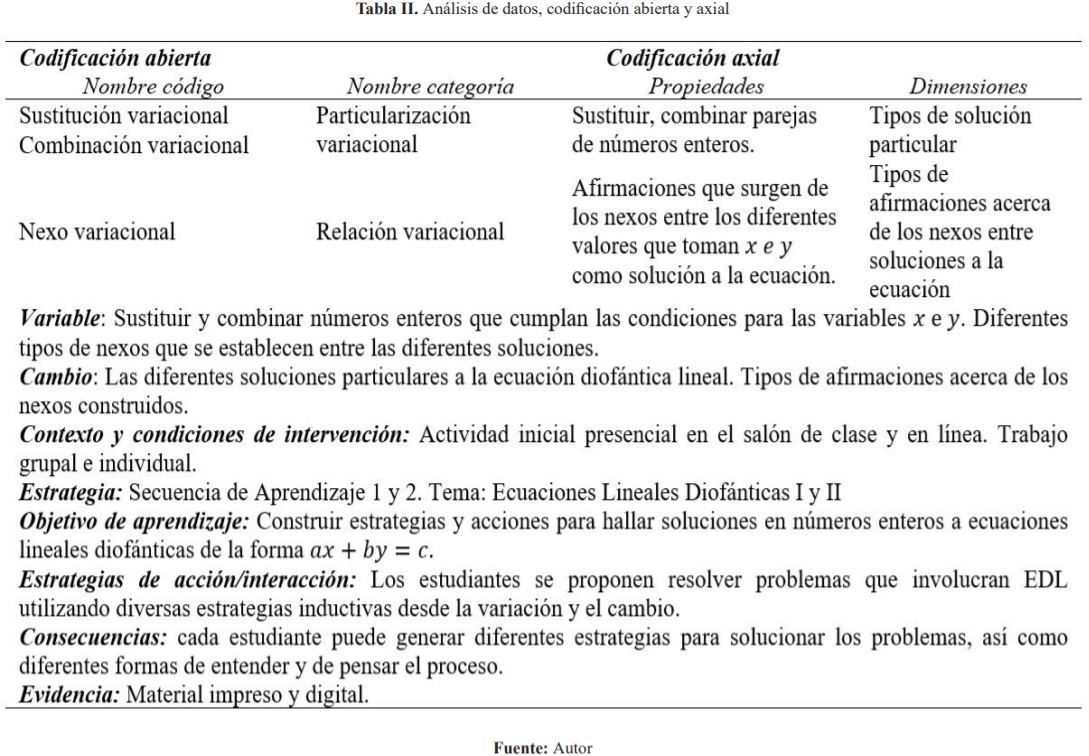 Tabla II. Análisis de datos, codificación abierta y axial
Codificación abierta Codificación axial
Nombre código Nombre categoría Propiedades Dimensiones
Sustitución variacional Particularización Sustituir, combinar parejas Tipos de solución
Combinación variacional variacional de números enteros. particular
Nexo variacional Relación variacional
Afirmaciones que surgen de
los nexos entre los diferentes
valores que toman x e y
como solución a la ecuación.
Tipos de
afirmaciones acerca
de los nexos entre
soluciones a la
ecuación
Variable: Sustituir y combinar números enteros que cumplan las condiciones para las variables x e y. Diferentes
tipos de nexos que se establecen entre las diferentes soluciones.
Cambio: Las diferentes soluciones particulares a la ecuación diofántica lineal. Tipos de afirmaciones acerca de los
nexos construidos.
Contexto y condiciones de intervención: Actividad inicial presencial en el salón de clase y en línea. Trabajo
grupal e individual.
Estrategia: Secuencia de Aprendizaje 1 y 2. Tema: Ecuaciones Lineales Diofánticas I y II
Objetivo de aprendizaje: Construir estrategias y acciones para hallar soluciones en números enteros a ecuaciones
lineales diofánticas de la forma ax + by = c.
Estrategias de acción/interacción: Los estudiantes se proponen resolver problemas que involucran EDL
utilizando diversas estrategias inductivas desde la variación y el cambio.
Consecuencias: cada estudiante puede generar diferentes estrategias para solucionar los problemas, así como
diferentes formas de entender y de pensar el proceso.
Evidencia: Material impreso y digital.
Fuente: Autor